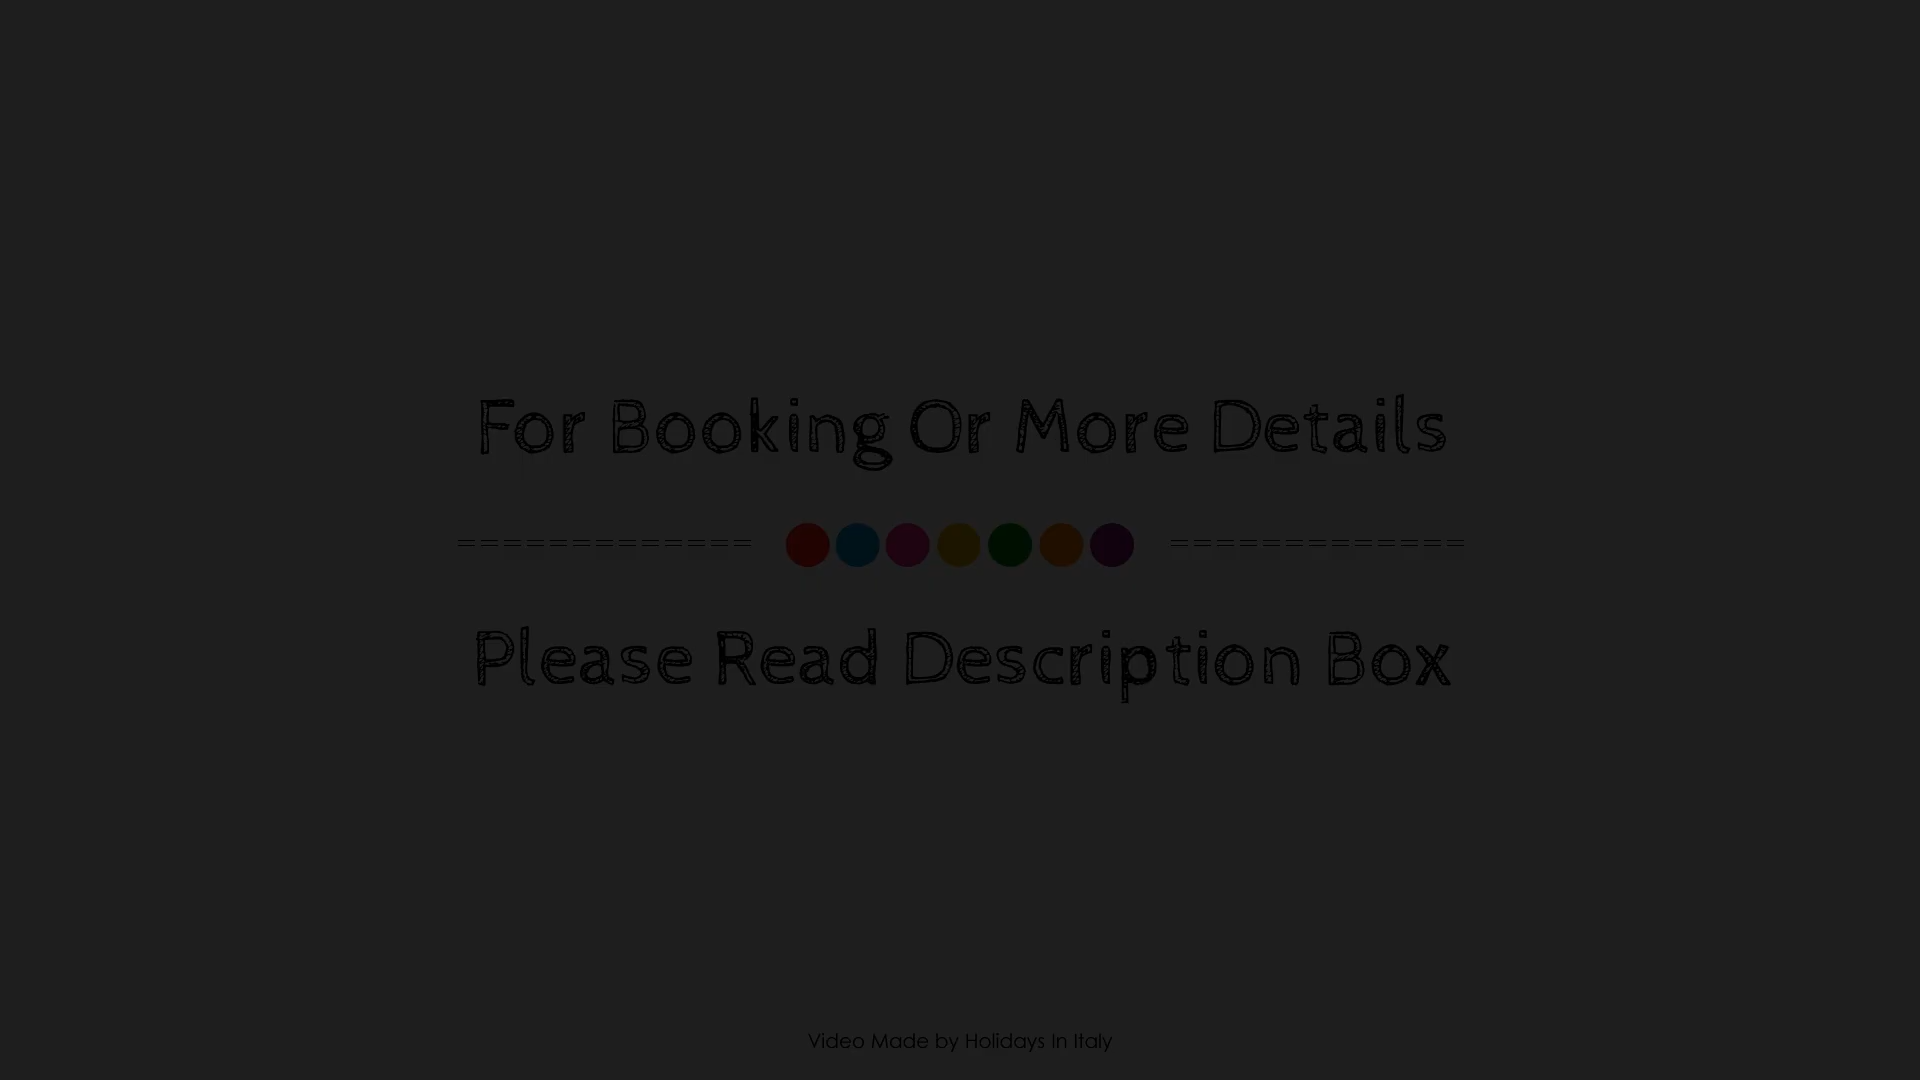 For Booking Or More Details
============= =============
Please Read Description Box
Video Made by Holidays In Italy